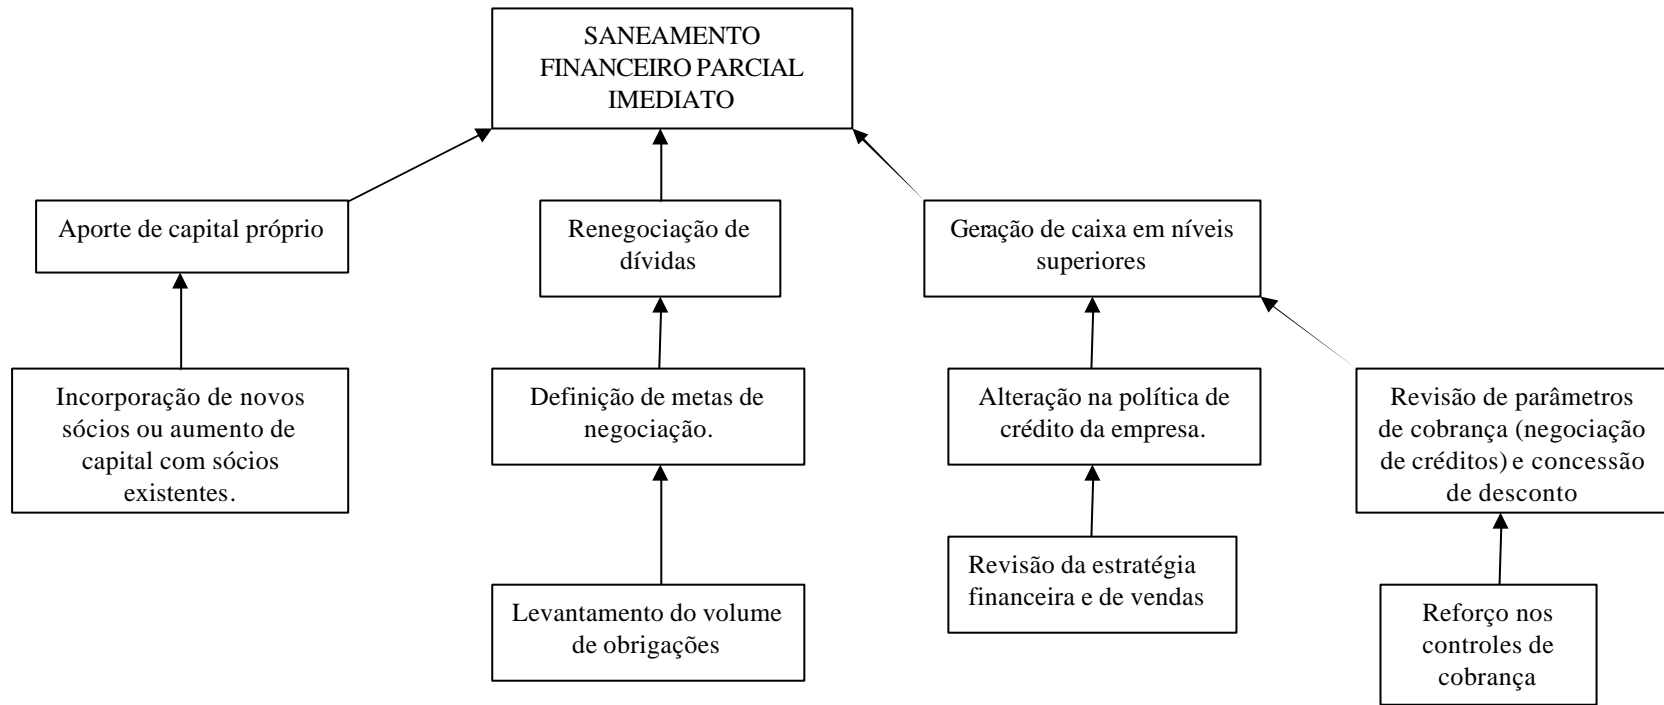 SANEAMENTO
FINANCEIRO PARCIAL
IMEDIATO
Aporte de capital próprio
Renegociação de
dívidas
Geração de caixa em níveis
superiores
Incorporação de novos
sócios ou aumento de
capital com sócios
existentes.
Definição de metas de
negociação.
Alteração na política de
crédito da empresa.
Revisão de parâmetros
de cobrança (negociação
de créditos) e concessão
de desconto
Levantamento do volume
de obrigações
Revisão da estratégia
financeira e de vendas
Reforço nos
controles de
cobrança